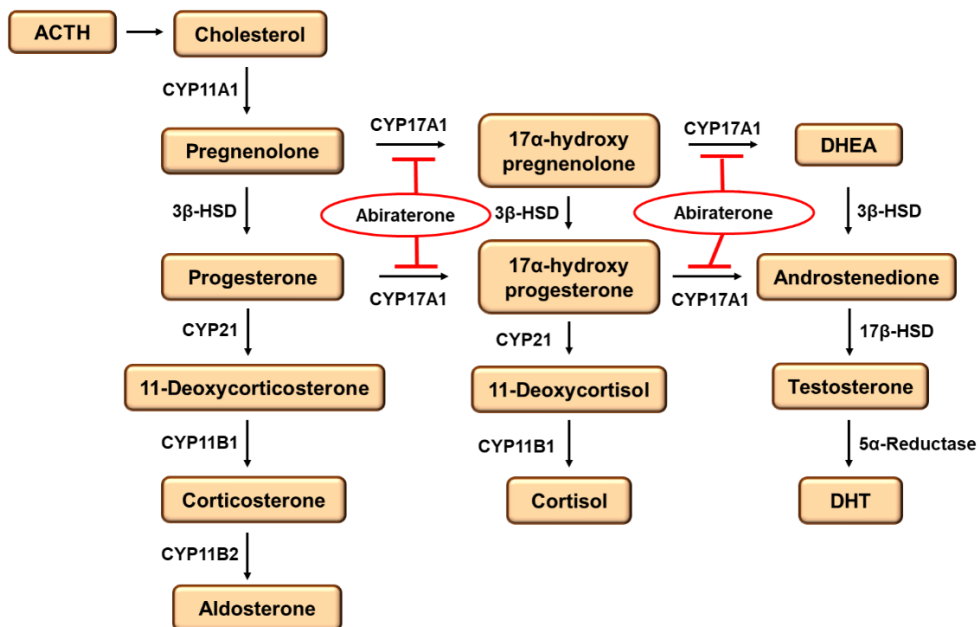 ACTH
Cholesterol
CYP11A1
CYP17A1
CYP17A1
Pregnenolone
17α-hydroxy
pregnenolone
DHEA
3β-HSD
Abiraterone
3β-HSD
Abiraterone
3β-HSD
Progesterone
17α-hydroxy
progesterone
Androstenedione
CYP17A1
CYP17A1
CYP21
CYP21
17β-HSD
11-Deoxycorticosterone
11-Deoxycortisol
Testosterone
CYP11B1
CYP11B1
5α-Reductase
Corticosterone
Cortisol
DHT
CYP11B2
Aldosterone